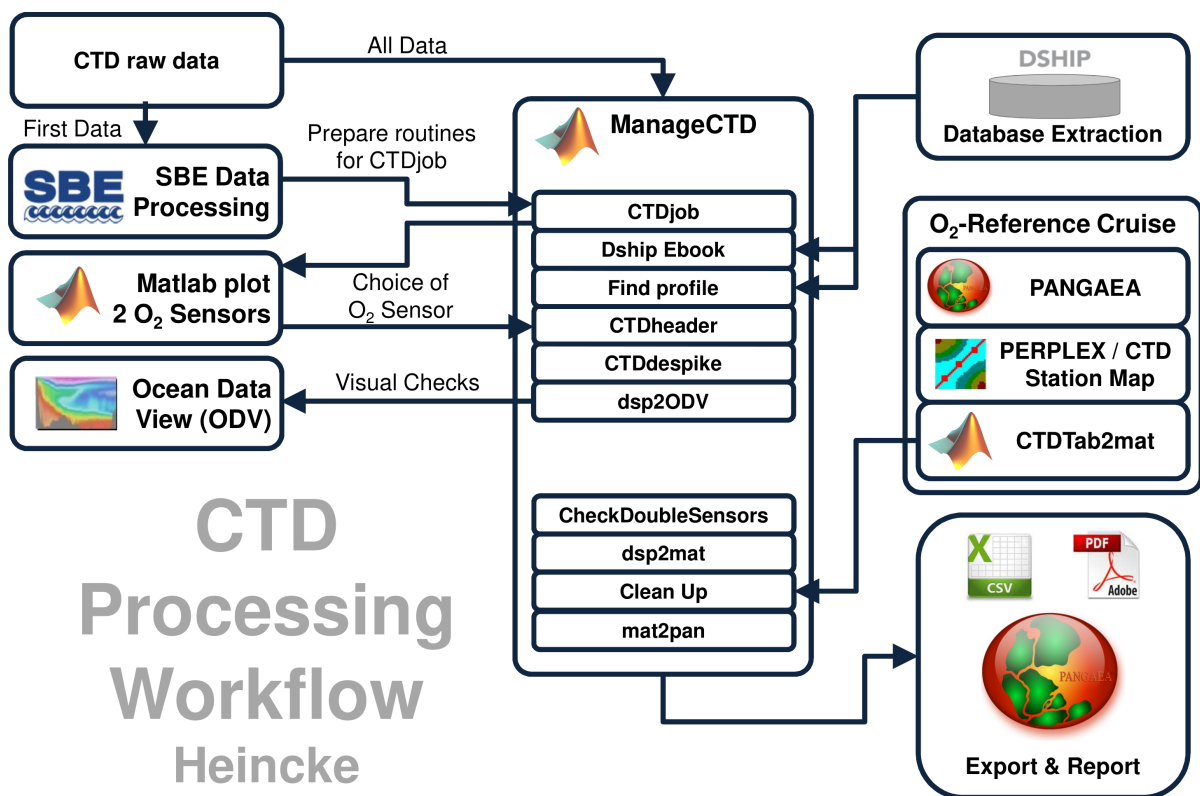 CTD raw data
All Data
First Data
SBE
SBE Data
Processing
Prepare routines
for CTDjob
Matlab plot
2 O₂ Sensors
Choice of
O₂ Sensor
Ocean Data
View (ODV)
Visual Checks
ManageCTD
CTDjob
Dship Ebook
Find profile
CTDheader
CTDdespike
dsp2ODV
CheckDoubleSensors
dsp2mat
Clean Up
mat2pan
DSHIP
Database Extraction
O₂-Reference Cruise
PANGAEA
PERPLEX / CTD
Station Map
CTDTab2mat
X
CSV
PDF
Adobe
PANGAEA
Export & Report
CTD
Processing
Workflow
Heincke